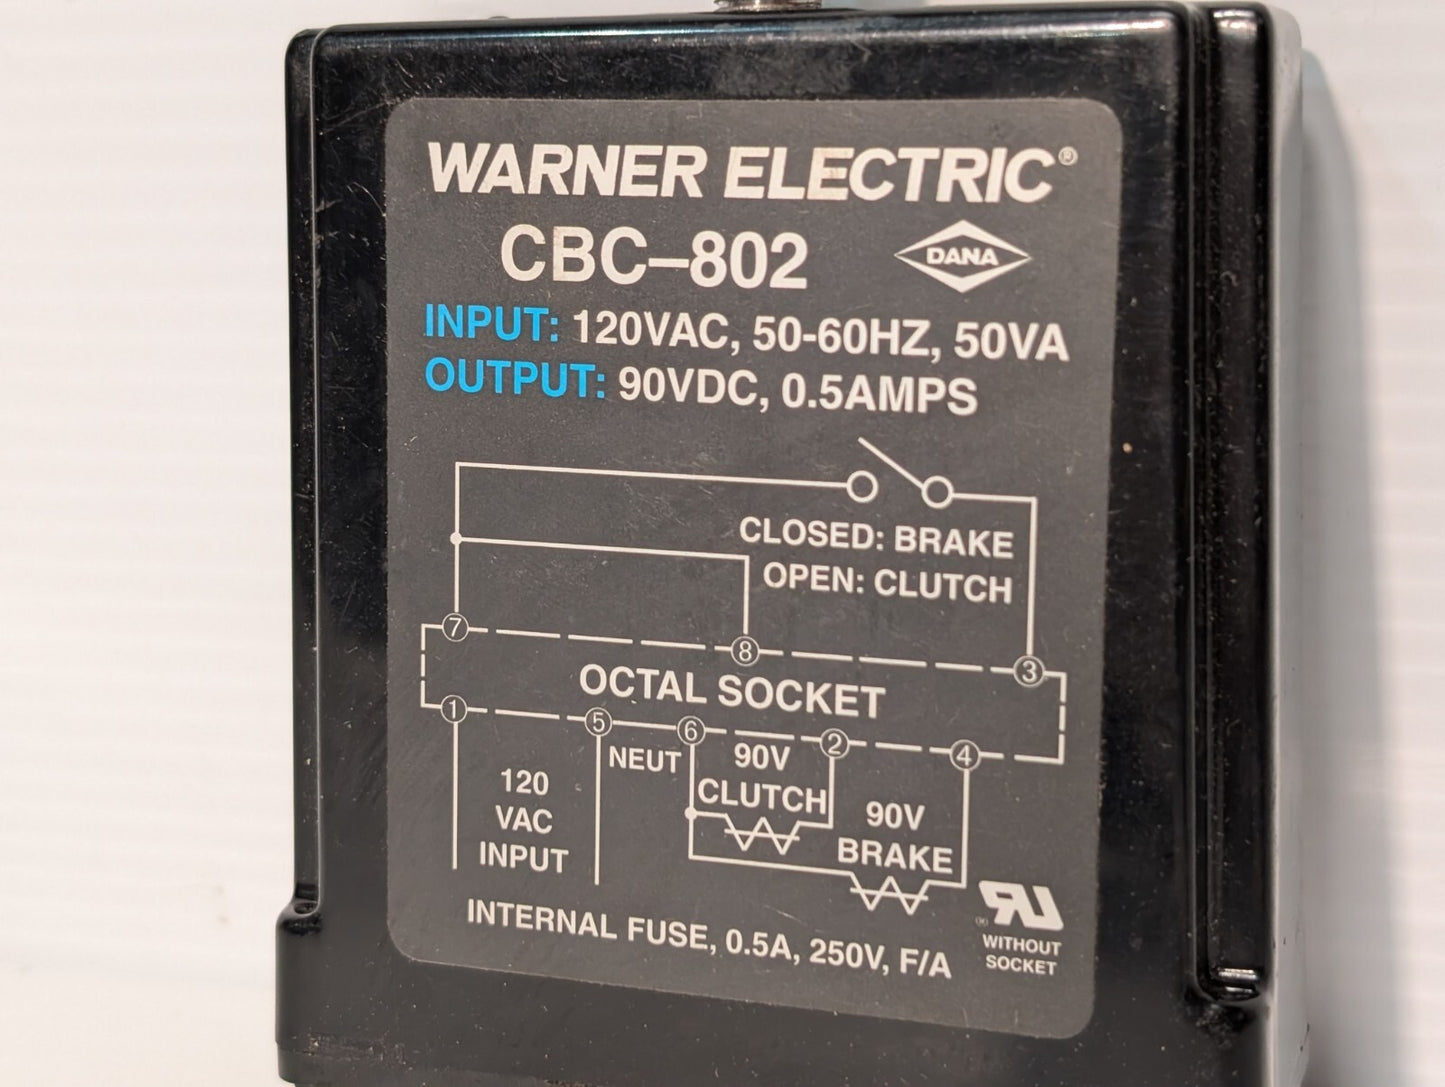 WARNER ELECTRIC®
CBC–802
DANA
INPUT: 120VAC, 50-60HZ, 50VA
OUTPUT: 90VDC, 0.5AMPS
CLOSED: BRAKE
OPEN: CLUTCH
7
8
3
OCTAL SOCKET
1
5
6
2
4
NEUT
90V
CLUTCH
120
VAC
INPUT
90V
BRAKE
INTERNAL FUSE, 0.5A, 250V, F/A
RU®
WITHOUT
SOCKET